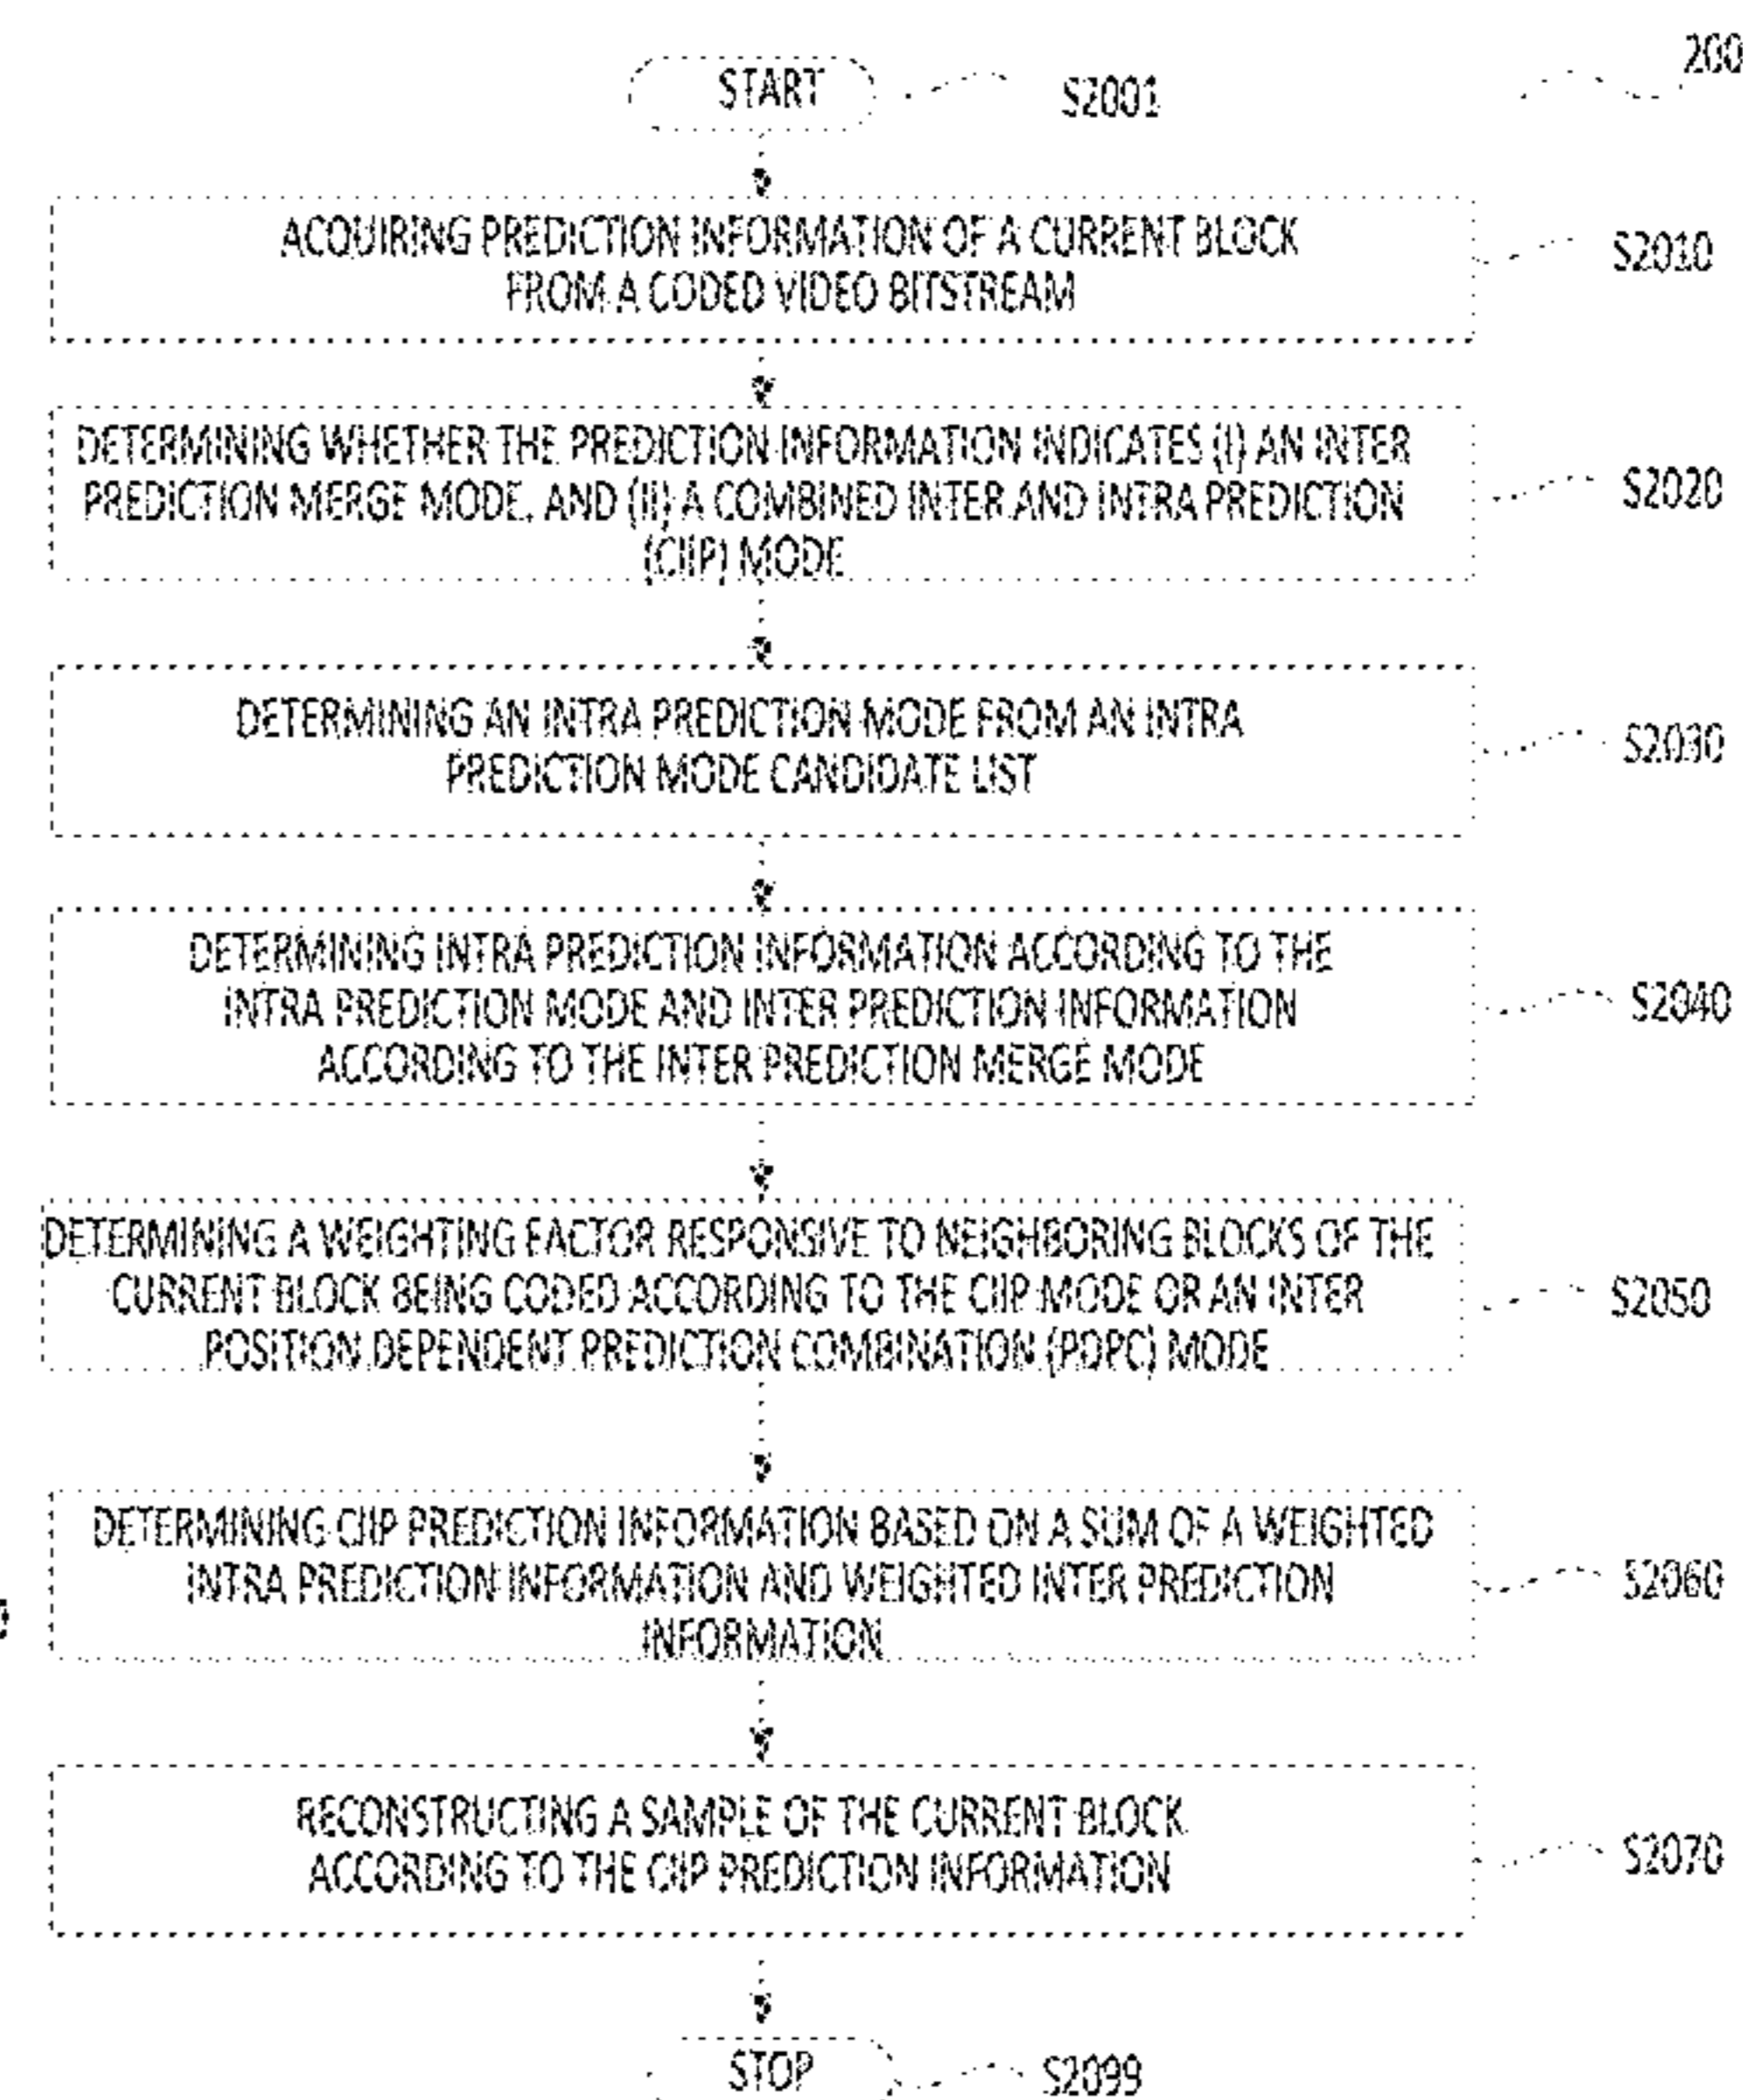 200
START
S2001
ACQUIRING PREDICTION INFORMATION OF A CURRENT BLOCK
FROM A CODED VIDEO BITSTREAM
S2010
DETERMINING WHETHER THE PREDICTION INFORMATION INDICATES (I) AN INTER
PREDICTION MERGE MODE, AND (II) A COMBINED INTER AND INTRA PREDICTION
(CIIP) MODE
S2020
DETERMINING AN INTRA PREDICTION MODE FROM AN INTRA
PREDICTION MODE CANDIDATE LIST
S2030
DETERMINING INTRA PREDICTION INFORMATION ACCORDING TO THE
INTRA PREDICTION MODE AND INTER PREDICTION INFORMATION
ACCORDING TO THE INTER PREDICTION MERGE MODE
S2040
DETERMINING A WEIGHTING FACTOR RESPONSIVE TO NEIGHBORING BLOCKS OF THE
CURRENT BLOCK BEING CODED ACCORDING TO THE CIIP MODE OR AN INTER
POSITION DEPENDENT PREDICTION COMBINATION (PDPC) MODE
S2050
DETERMINING CIIP PREDICTION INFORMATION BASED ON A SUM OF A WEIGHTED
INTRA PREDICTION INFORMATION AND WEIGHTED INTER PREDICTION
INFORMATION
S2060
RECONSTRUCTING A SAMPLE OF THE CURRENT BLOCK
ACCORDING TO THE CIIP PREDICTION INFORMATION
S2070
STOP
S2099